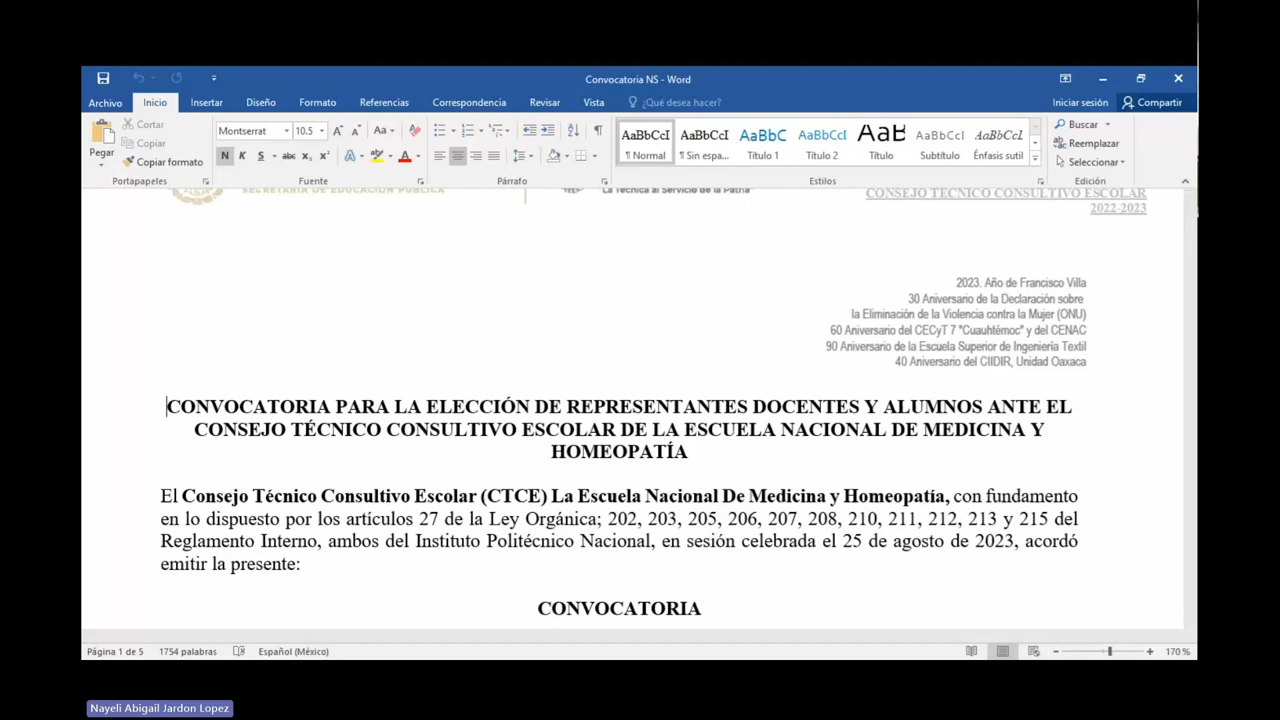 Convocatoria NS - Word
Archivo Inicio Insertar Diseño Formato Referencias Correspondencia Revisar Vista ¿Qué desea hacer? Iniciar sesión Compartir
Pegar
Cortar
Copiar
Copiar formato
Portapapeles
Montserrat 10.5
Fuente
Párrafo
AaBbCcI AaBbCcI AaBbC AaBbCcI AaB AaBbCcI AaBbCcI
¶ Normal ¶ Sin espa... Título 1 Título 2 Título Subtítulo Énfasis sutil
Estilos
Buscar
Reemplazar
Seleccionar
Edición
SECRETARÍA DE EDUCACIÓN PÚBLICA
"La Técnica al Servicio de la Patria"
CONSEJO TÉCNICO CONSULTIVO ESCOLAR
2022-2023
2023. Año de Francisco Villa
30 Aniversario de la Declaración sobre
la Eliminación de la Violencia contra la Mujer (ONU)
60 Aniversario del CECyT 7 "Cuauhtémoc" y del CENAC
90 Aniversario de la Escuela Superior de Ingeniería Textil
40 Aniversario del CIIDIR, Unidad Oaxaca
CONVOCATORIA PARA LA ELECCIÓN DE REPRESENTANTES DOCENTES Y ALUMNOS ANTE EL
CONSEJO TÉCNICO CONSULTIVO ESCOLAR DE LA ESCUELA NACIONAL DE MEDICINA Y
HOMEOPATÍA
El Consejo Técnico Consultivo Escolar (CTCE) La Escuela Nacional De Medicina y Homeopatía, con fundamento
en lo dispuesto por los artículos 27 de la Ley Orgánica; 202, 203, 205, 206, 207, 208, 210, 211, 212, 213 y 215 del
Reglamento Interno, ambos del Instituto Politécnico Nacional, en sesión celebrada el 25 de agosto de 2023, acordó
emitir la presente:
CONVOCATORIA
Página 1 de 5 1754 palabras Español (México) 170 %
Nayeli Abigail Jardon Lopez